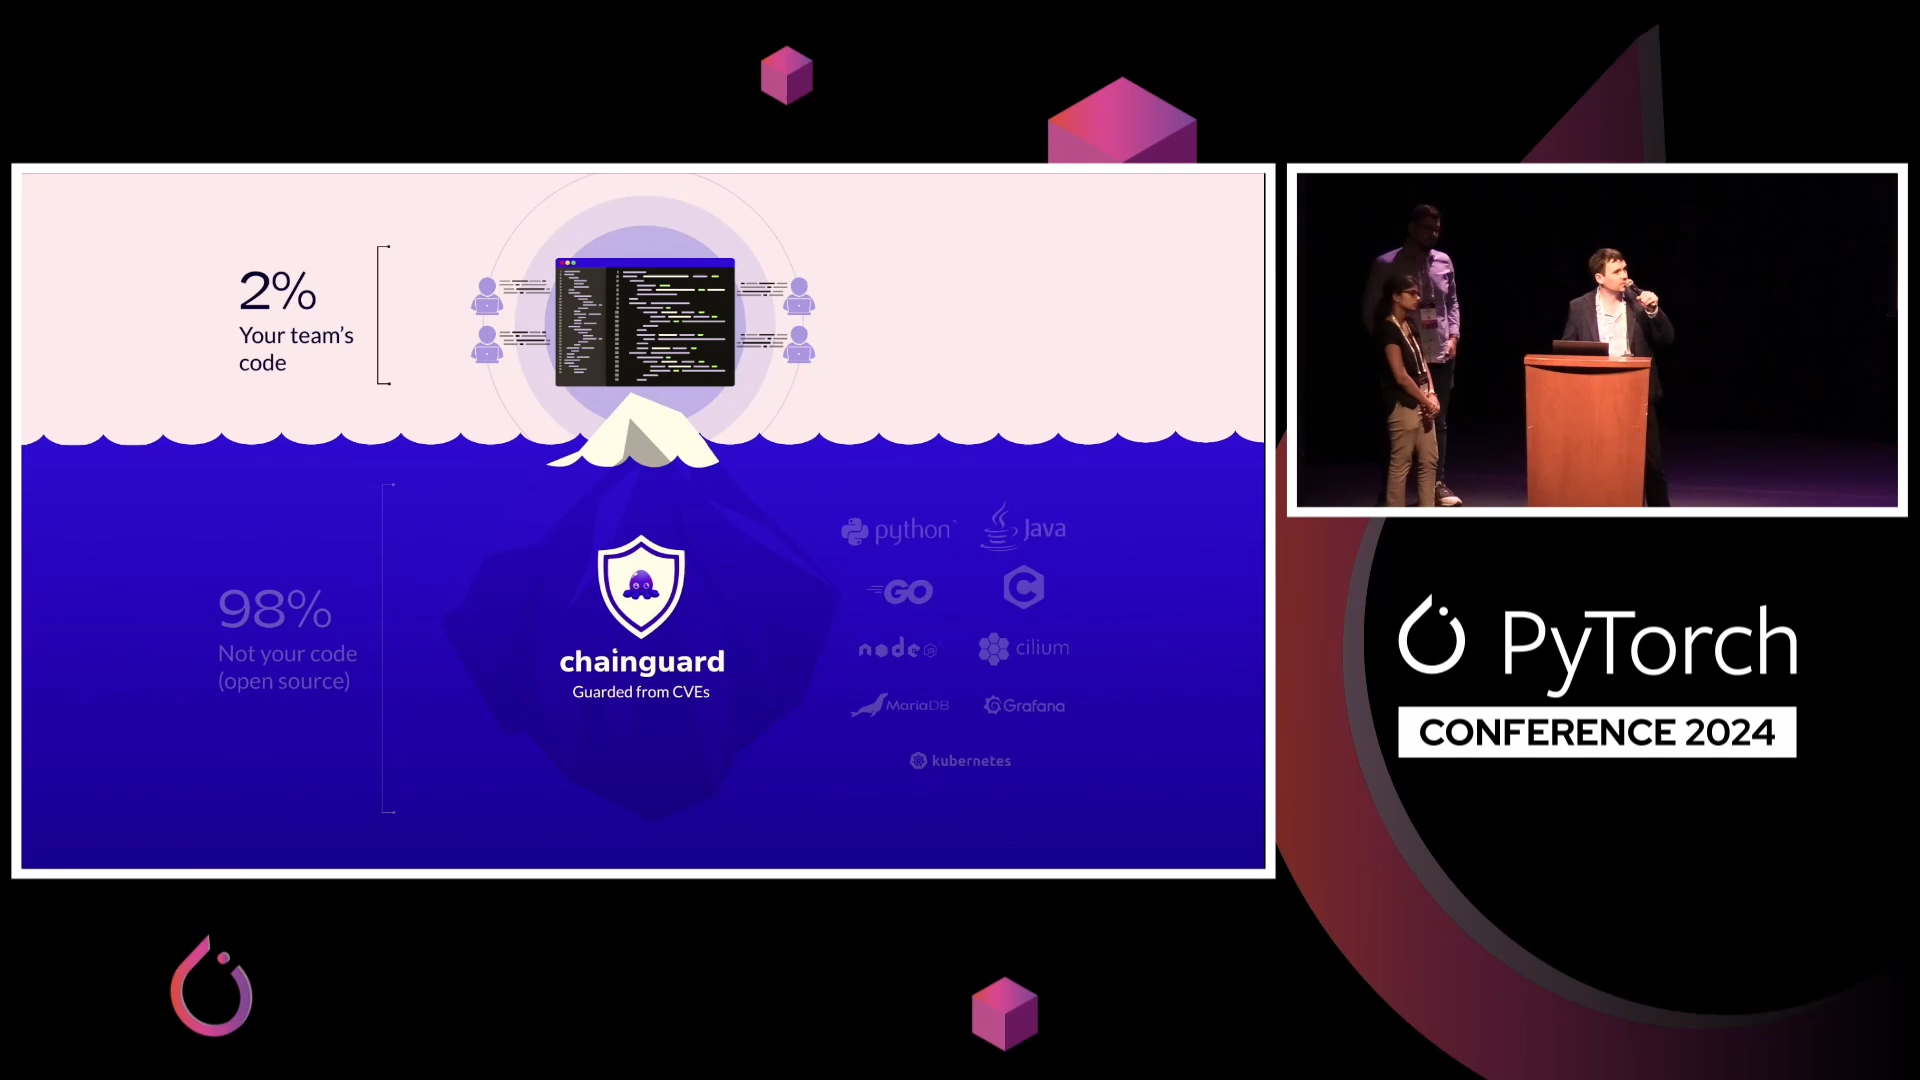 2%
Your team's
code
98%
Not your code
(open source)
chainguard
Guarded from CVEs
python
Java
GO
C
node
JS
cilium
MariaDB
Grafana
kubernetes
PyTorch
CONFERENCE 2024